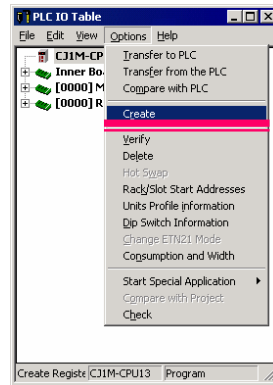 PLC IO Table
File Edit View Options Help
CJ1M-CP
Inner Bo
[0000] M
[0000] R
Transfer to PLC
Transfer from the PLC
Compare with PLC
Create
Verify
Delete
Hot Swap
Rack/Slot Start Addresses
Units Profile information
Dip Switch Information
Change ETN21 Mode
Consumption and Width
Start Special Application
Compare with Project
Check
Create Registe CJ1M-CPU13 Program